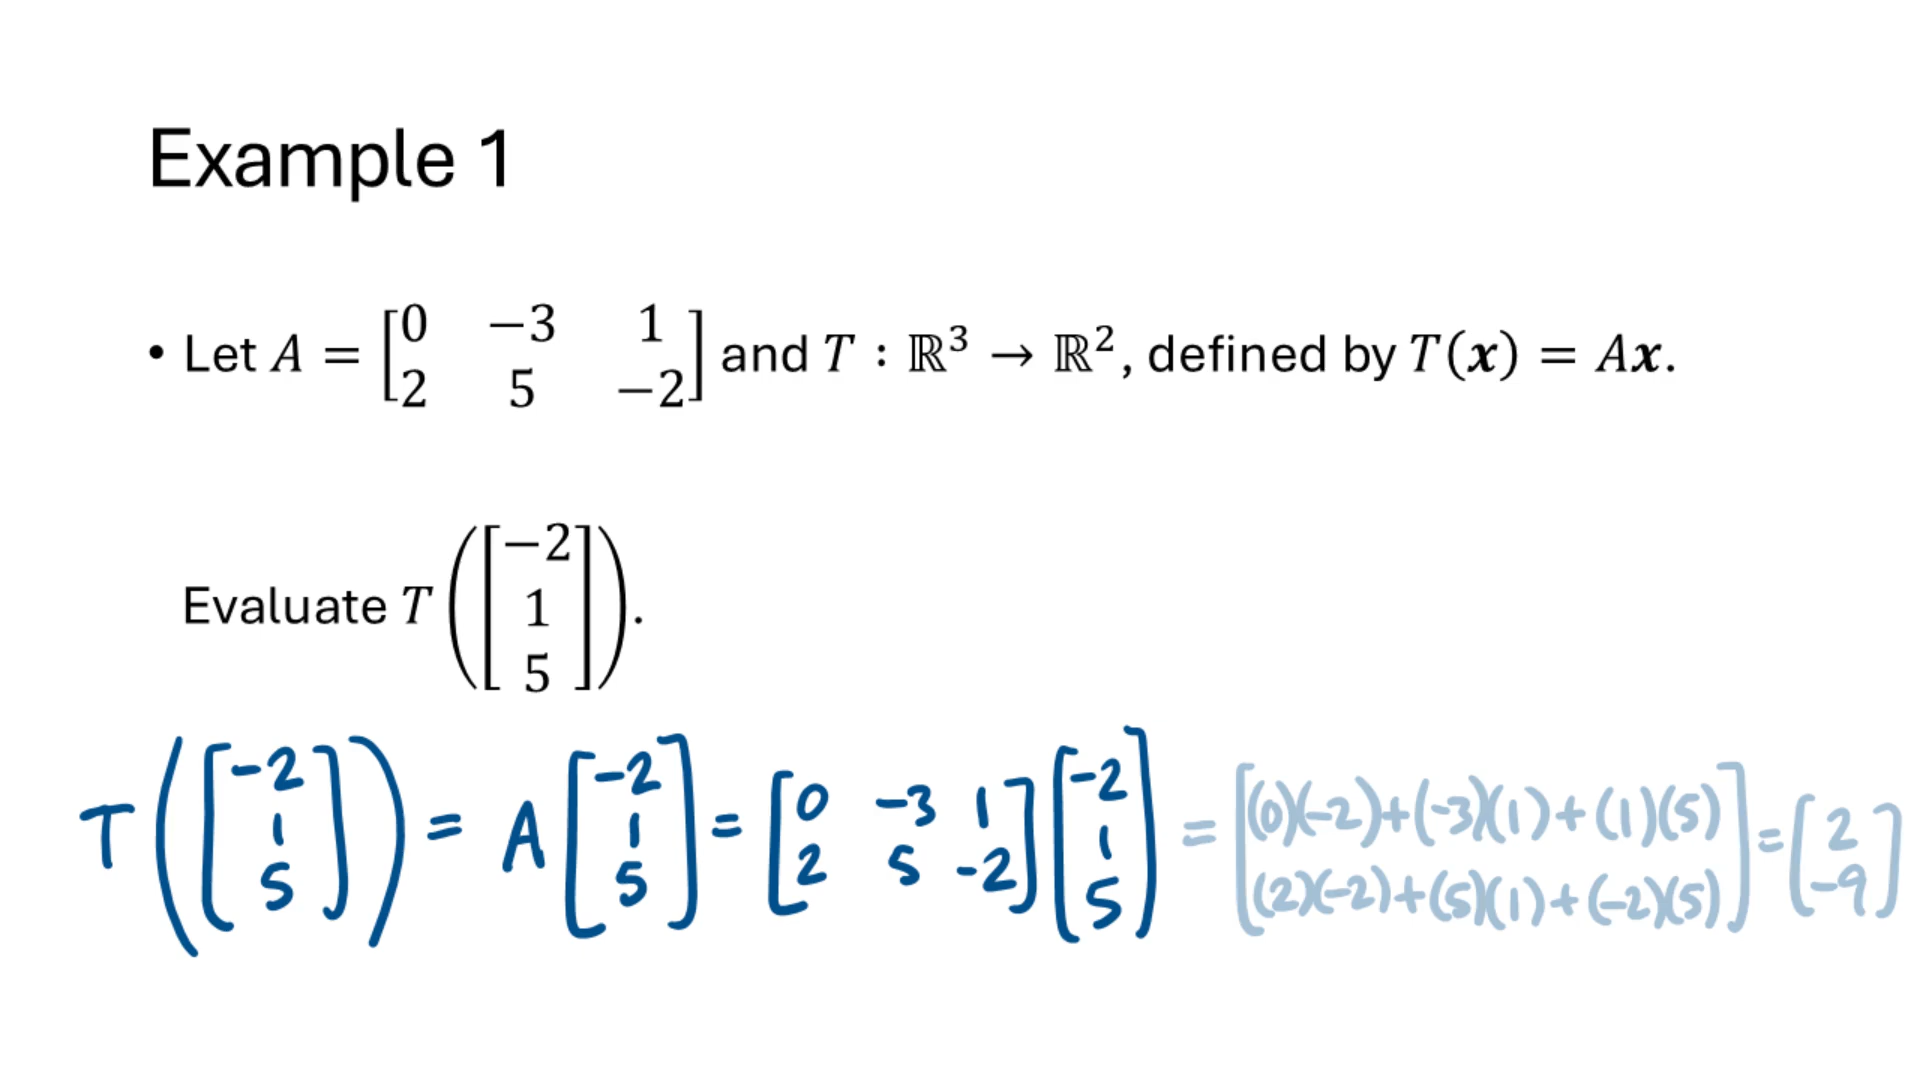 Example 1
• Let A = [0 −3 1; 2 5 −2] and T : ℝ³ → ℝ², defined by T(x) = Ax.
Evaluate T([−2; 1; 5]).
T([-2; 1; 5]) = A[-2; 1; 5] = [0 -3 1; 2 5 -2][-2; 1; 5] = [(0)(-2)+(-3)(1)+(1)(5); (2)(-2)+(5)(1)+(-2)(5)] = [2; -9]